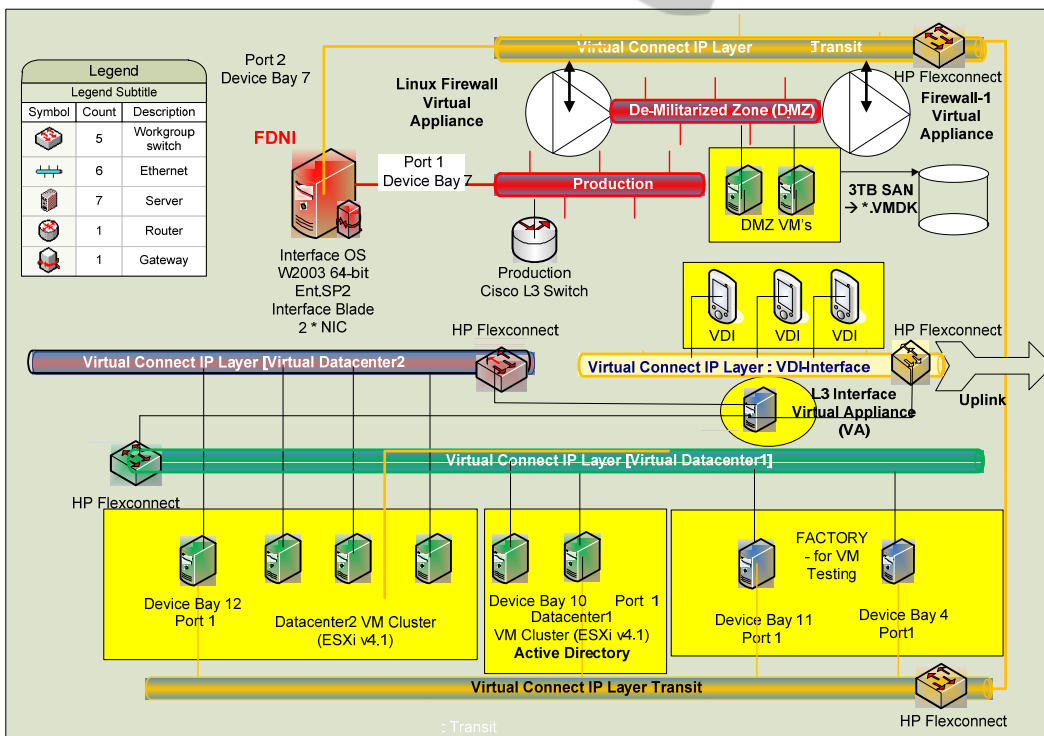 Legend
Legend Subtitle
Symbol Count Description
5 Workgroup switch
6 Ethernet
7 Server
1 Router
1 Gateway
Port 2
Device Bay 7
FDNI
Interface OS
W2003 64-bit
Ent.SP2
Interface Blade
2 * NIC
Port 1
Device Bay 7
Virtual Connect IP Layer : Transit
HP Flexconnect
Linux Firewall
Virtual
Appliance
De-Militarized Zone (DMZ)
Firewall-1
Virtual
Appliance
Production
DMZ VM's
3TB SAN
→ *.VMDK
Production
Cisco L3 Switch
VDI
VDI
VDI
HP Flexconnect
HP Flexconnect
Virtual Connect IP Layer [Virtual Datacenter2
Virtual Connect IP Layer : VDI-Interface
Uplink
L3 Interface
Virtual Appliance
(VA)
Virtual Connect IP Layer [Virtual Datacenter1]
HP Flexconnect
Device Bay 12
Port 1
Datacenter2 VM Cluster
(ESXi v4.1)
Device Bay 10 Port 1
Datacenter1
VM Cluster (ESXi v4.1)
Active Directory
FACTORY
- for VM
Testing
Device Bay 11
Port 1
Device Bay 4
Port1
Virtual Connect IP Layer Transit
HP Flexconnect
: Transit